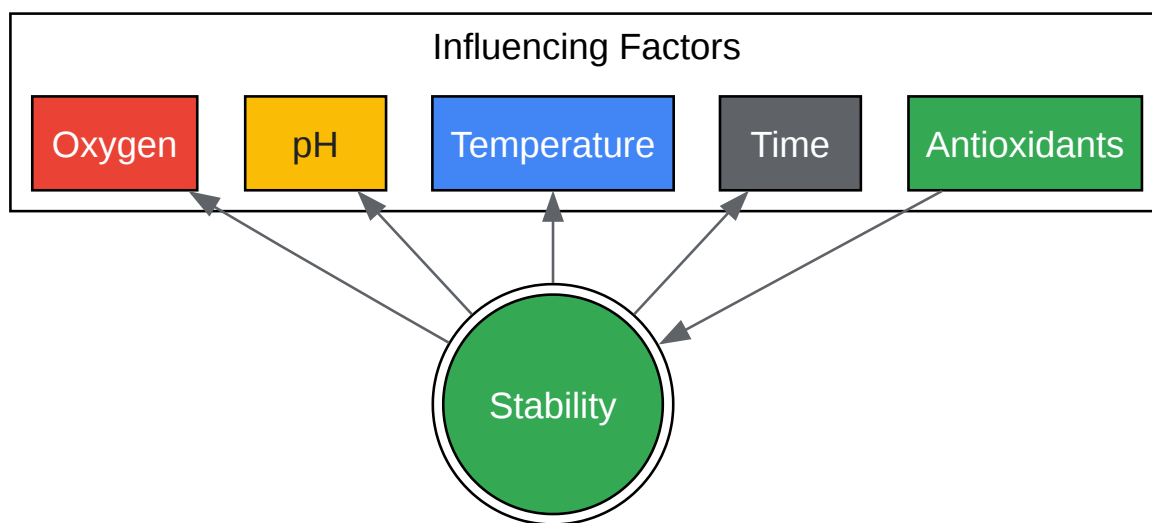 Influencing Factors
Oxygen
pH
Temperature
Time
Antioxidants
Stability